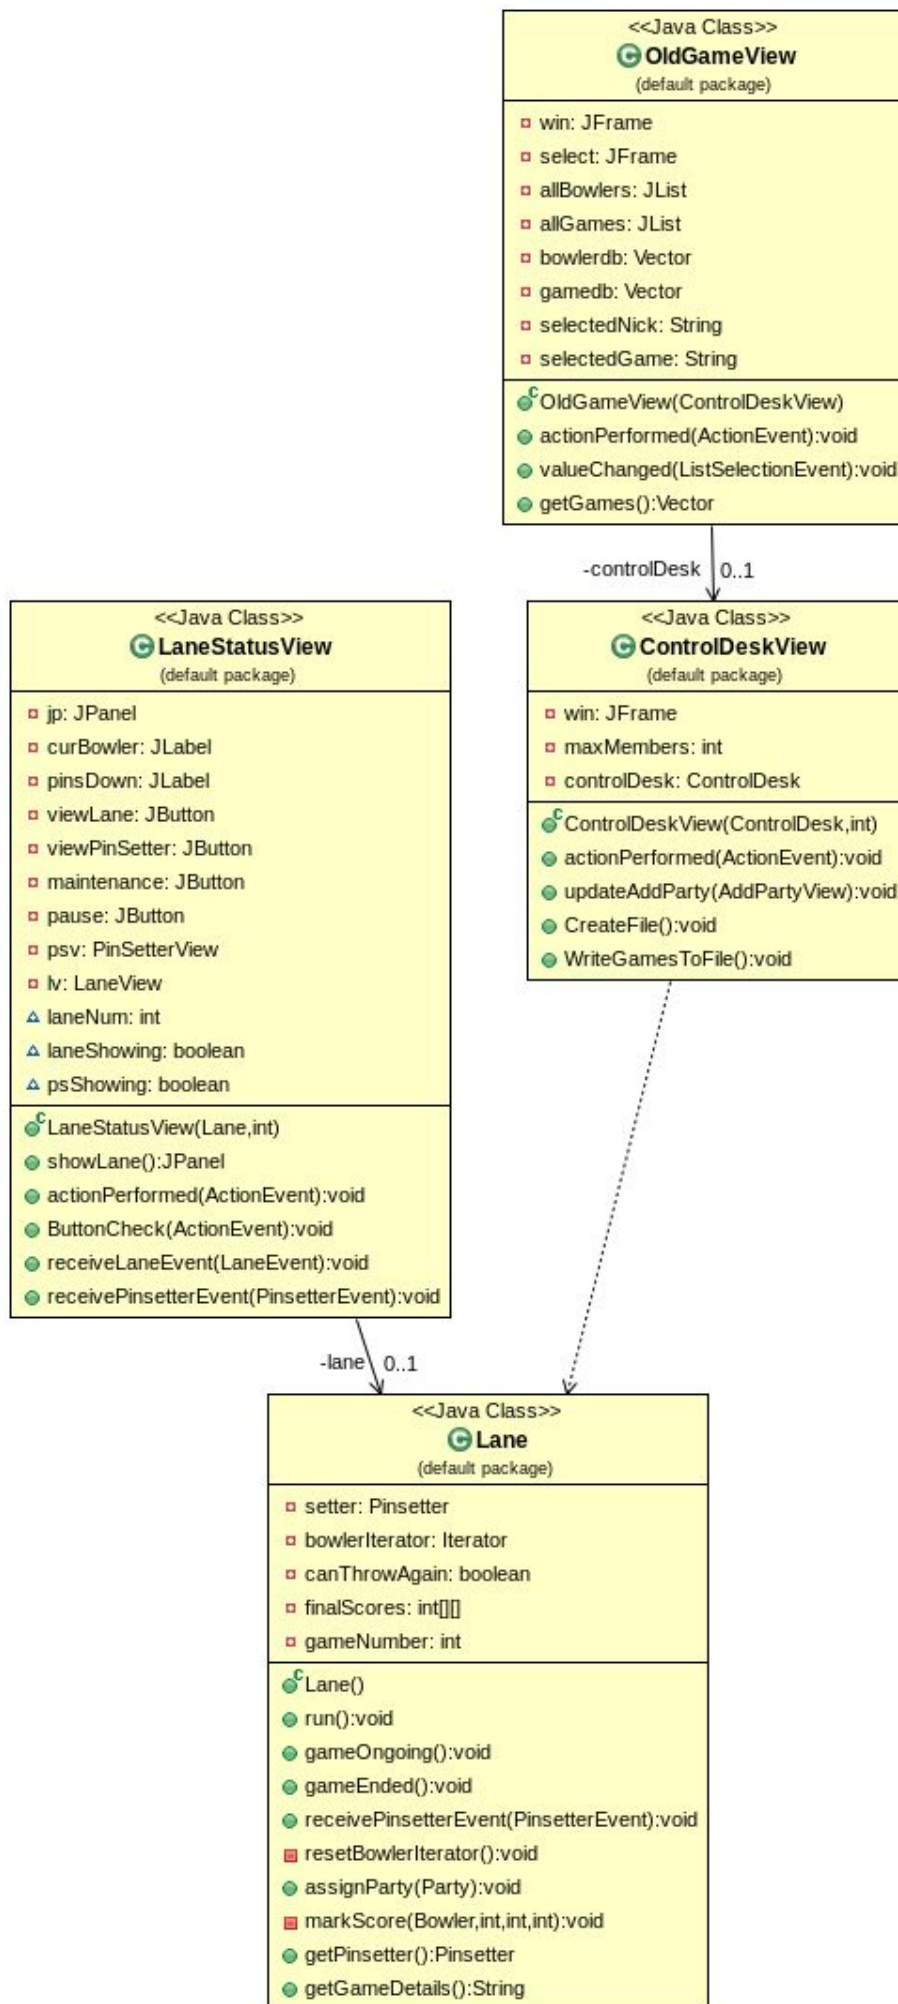 <<Java Class>>
OldGameView
(default package)
win: JFrame
select: JFrame
allBowlers: JList
allGames: JList
bowlerdb: Vector
gamedb: Vector
selectedNick: String
selectedGame: String
OldGameView(ControlDeskView)
actionPerformed(ActionEvent):void
valueChanged(ListSelectionEvent):void
getGames():Vector
-controlDesk 0..1
<<Java Class>>
LaneStatusView
(default package)
jp: JPanel
curBowler: JLabel
pinsDown: JLabel
viewLane: JButton
viewPinSetter: JButton
maintenance: JButton
pause: JButton
psv: PinSetterView
lv: LaneView
laneNum: int
laneShowing: boolean
psShowing: boolean
LaneStatusView(Lane,int)
showLane():JPanel
actionPerformed(ActionEvent):void
ButtonCheck(ActionEvent):void
receiveLaneEvent(LaneEvent):void
receivePinsetterEvent(PinsetterEvent):void
<<Java Class>>
ControlDeskView
(default package)
win: JFrame
maxMembers: int
controlDesk: ControlDesk
ControlDeskView(ControlDesk,int)
actionPerformed(ActionEvent):void
updateAddParty(AddPartyView):void
CreateFile():void
WriteGamesToFile():void
-lane 0..1
<<Java Class>>
Lane
(default package)
setter: Pinsetter
bowlerIterator: Iterator
canThrowAgain: boolean
finalScores: int[][]
gameNumber: int
Lane()
run():void
gameOngoing():void
gameEnded():void
receivePinsetterEvent(PinsetterEvent):void
resetBowlerIterator():void
assignParty(Party):void
markScore(Bowler,int,int,int):void
getPinsetter():Pinsetter
getGameDetails():String